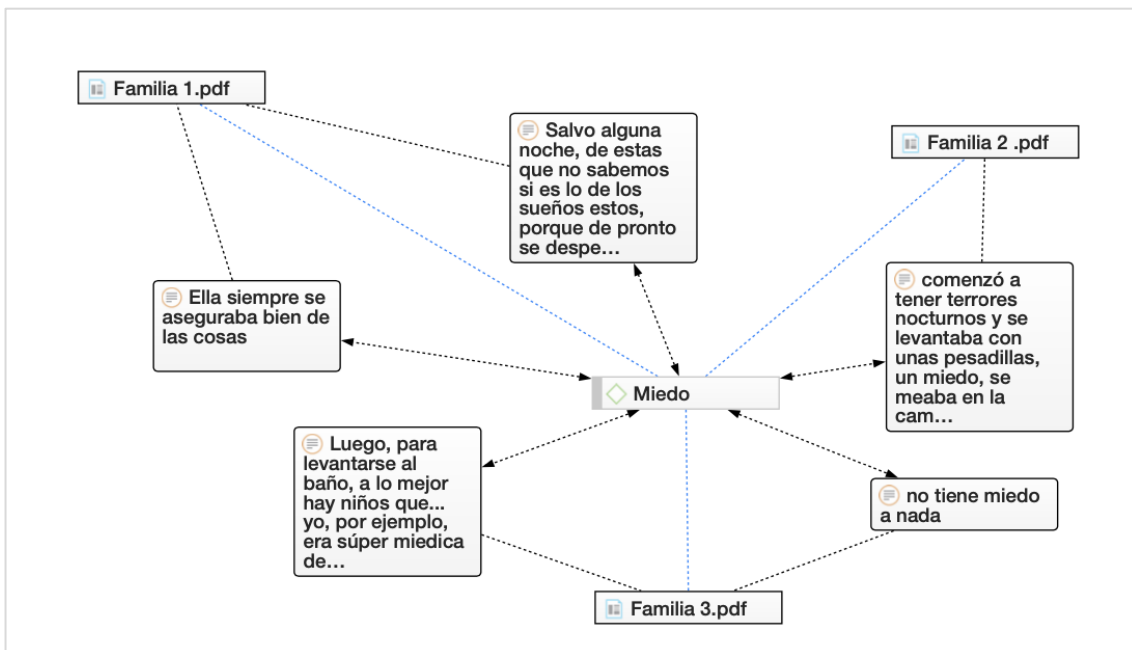 Familia 1.pdf
Salvo alguna
noche, de estas
que no sabemos
si es lo de los
sueños estos,
porque de pronto
se despe...
Familia 2 .pdf
Ella siempre se
aseguraba bien de
las cosas
comenzó a
tener terrores
nocturnos y se
levantaba con
unas pesadillas,
un miedo, se
meaba en la
cam...
Miedo
Luego, para
levantarse al
baño, a lo mejor
hay niños que...
yo, por ejemplo,
era súper miedica
de...
no tiene miedo
a nada
Familia 3.pdf